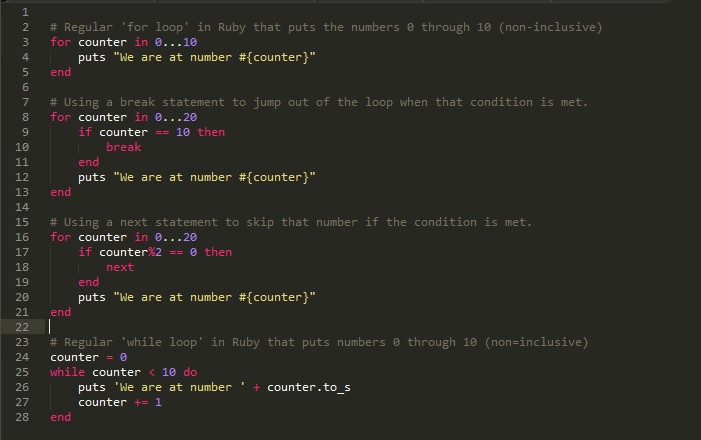 1
2 # Regular 'for loop' in Ruby that puts the numbers 0 through 10 (non-inclusive)
3 for counter in 0...10
4     puts "We are at number #{counter}"
5 end
6
7 # Using a break statement to jump out of the loop when that condition is met.
8 for counter in 0...20
9     if counter == 10 then
10         break
11     end
12     puts "We are at number #{counter}"
13 end
14
15 # Using a next statement to skip that number if the condition is met.
16 for counter in 0...20
17     if counter%2 == 0 then
18         next
19     end
20     puts "We are at number #{counter}"
21 end
22
23 # Regular 'while loop' in Ruby that puts numbers 0 through 10 (non=inclusive)
24 counter = 0
25 while counter < 10 do
26     puts 'We are at number ' + counter.to_s
27     counter += 1
28 end